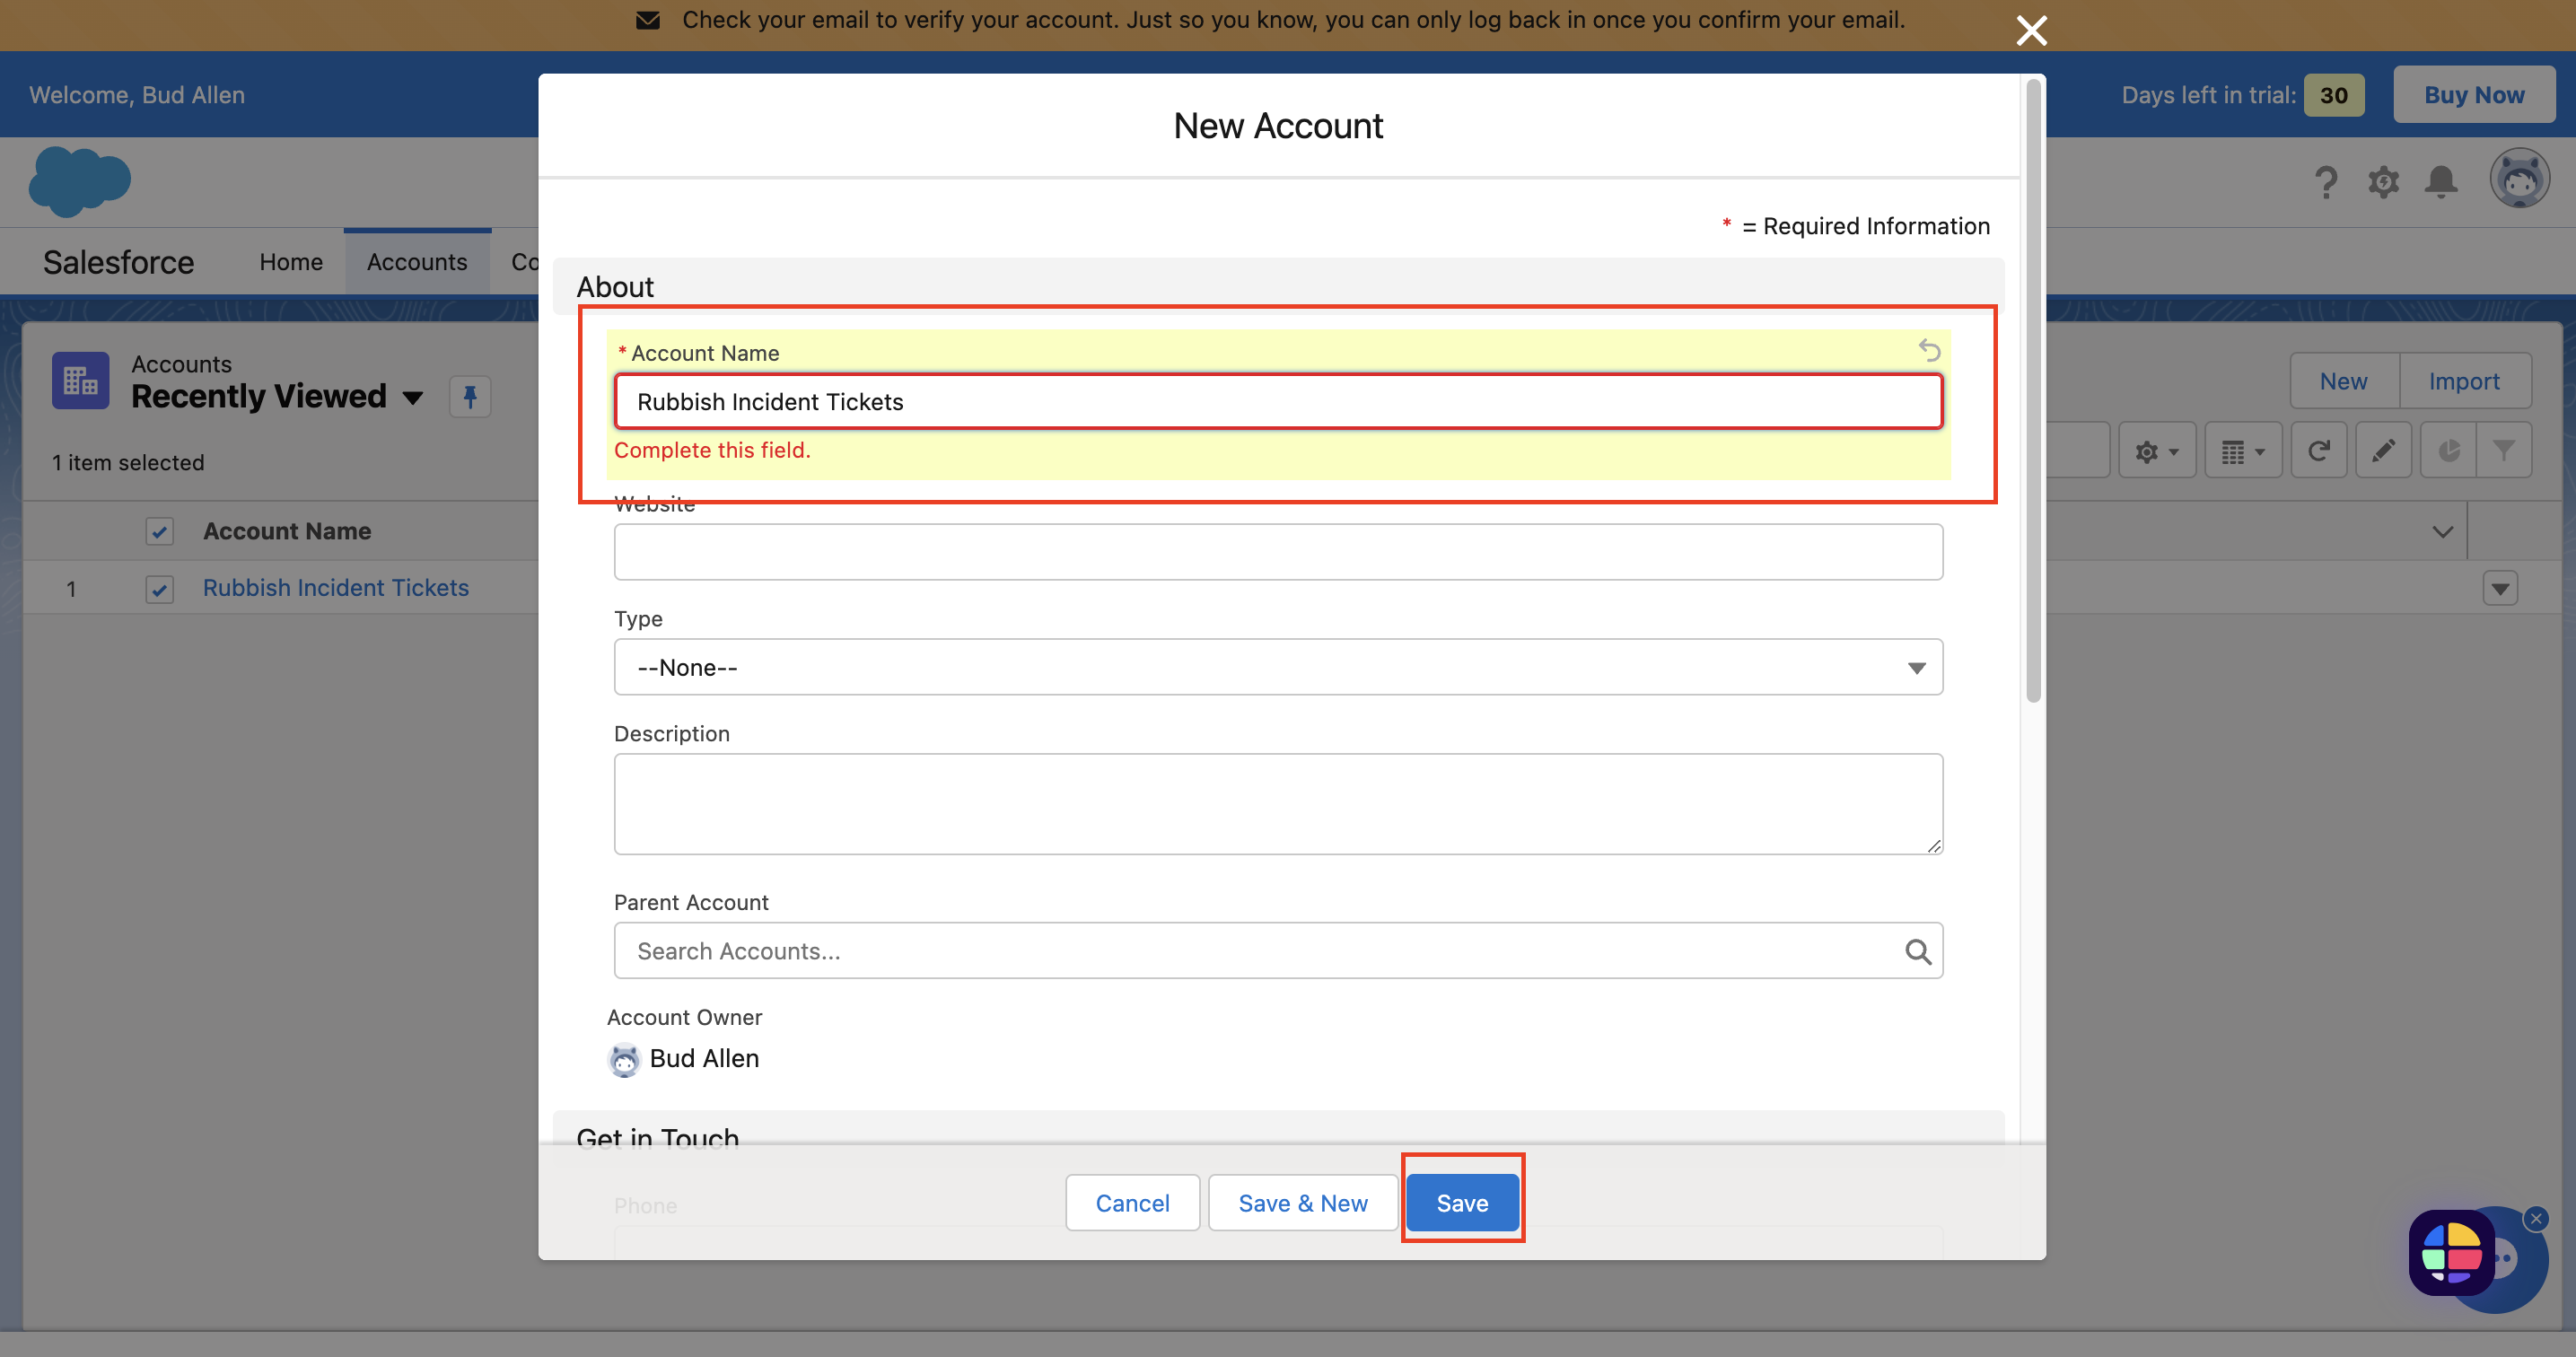 Check your email to verify your account. Just so you know, you can only log back in once you confirm your email.
Welcome, Bud Allen
Days left in trial: 30
Buy Now
Salesforce
Home
Accounts
Co
Accounts
Recently Viewed
1 item selected
New
Import
Account Name
1
Rubbish Incident Tickets
New Account
* = Required Information
About
* Account Name
Rubbish Incident Tickets
Complete this field.
Website
Type
--None--
Description
Parent Account
Search Accounts...
Account Owner
Bud Allen
Get in Touch
Phone
Cancel
Save & New
Save